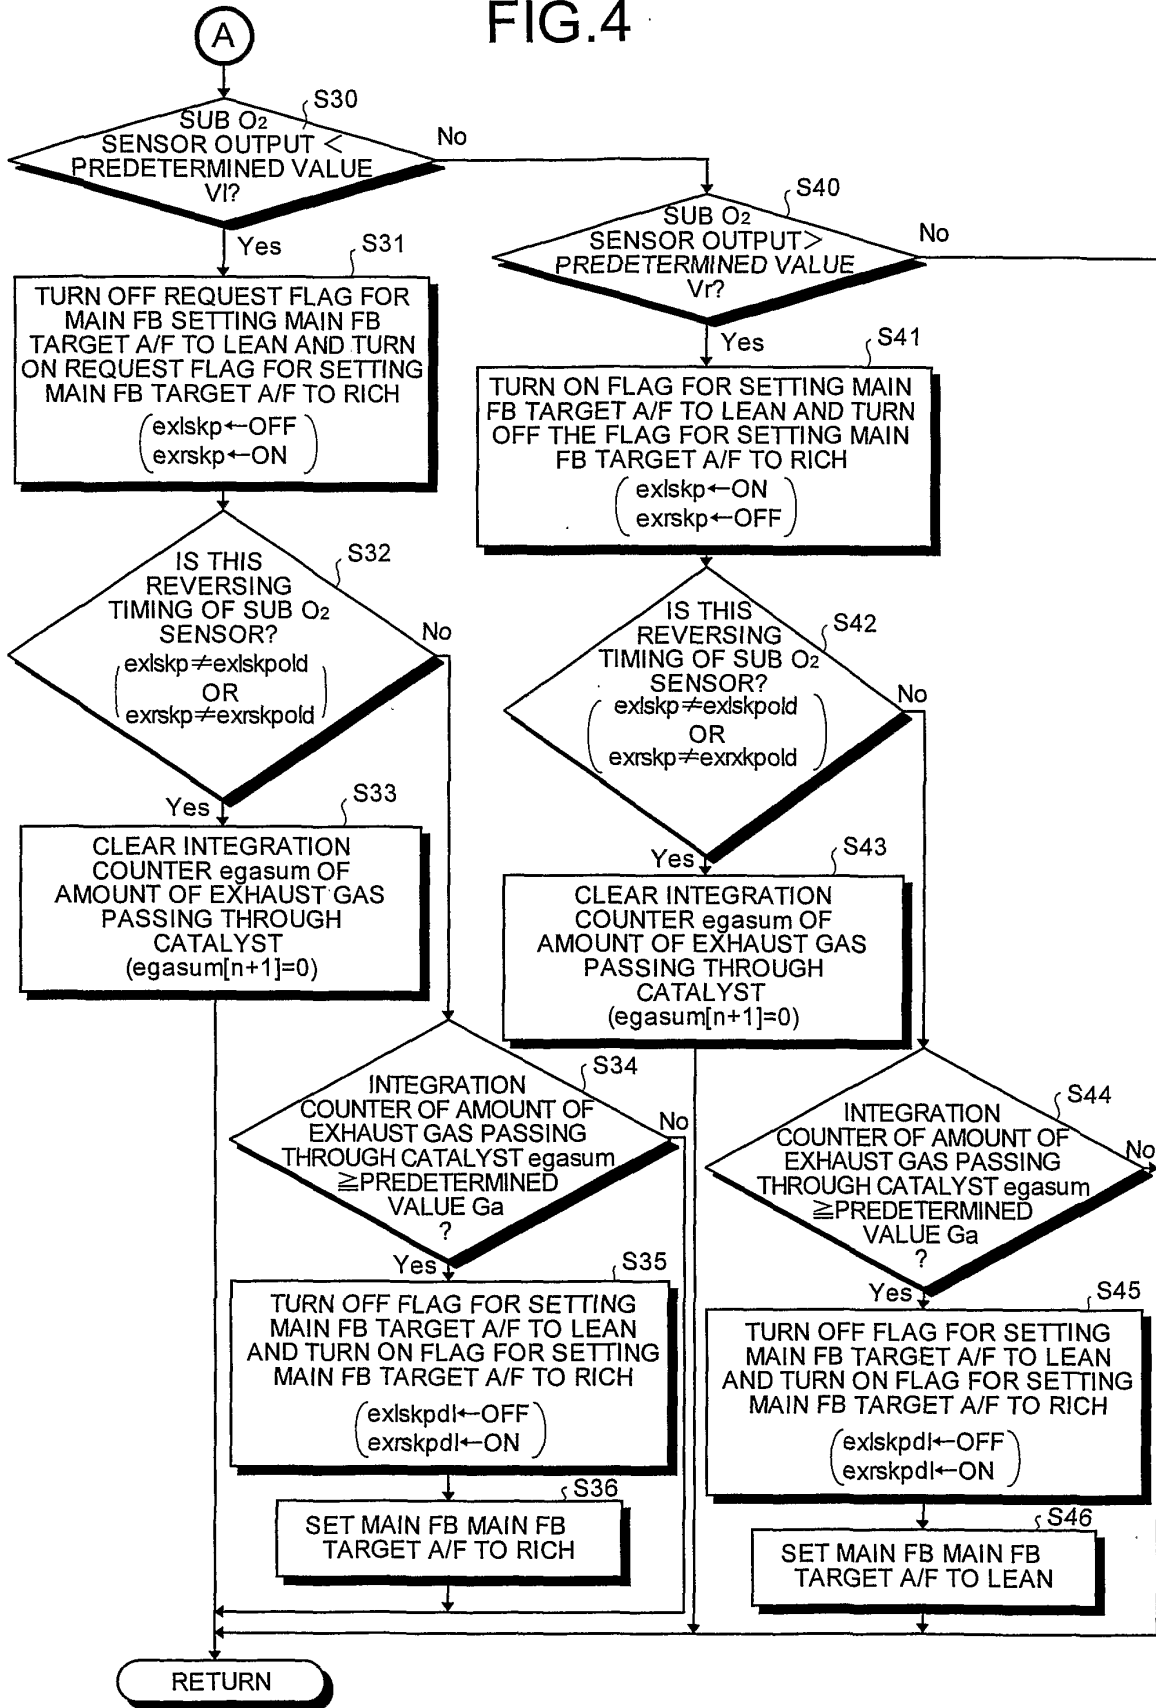 FIG.4
A
S30
SUB O2
SENSOR OUTPUT <
PREDETERMINED VALUE
Vl?
No
Yes
S31
TURN OFF REQUEST FLAG FOR
MAIN FB SETTING MAIN FB
TARGET A/F TO LEAN AND TURN
ON REQUEST FLAG FOR SETTING
MAIN FB TARGET A/F TO RICH
(exlskp←OFF
exrskp←ON)
S32
IS THIS
REVERSING
TIMING OF SUB O2
SENSOR?
(exlskp≠exlskpold
OR
exrskp≠exrskpold)
No
Yes
S33
CLEAR INTEGRATION
COUNTER egasum OF
AMOUNT OF EXHAUST GAS
PASSING THROUGH
CATALYST
(egasum[n+1]=0)
S34
INTEGRATION
COUNTER OF AMOUNT OF
EXHAUST GAS PASSING
THROUGH CATALYST egasum
≧PREDETERMINED
VALUE Ga
?
No
Yes
S35
TURN OFF FLAG FOR SETTING
MAIN FB TARGET A/F TO LEAN
AND TURN ON FLAG FOR SETTING
MAIN FB TARGET A/F TO RICH
(exlskpdl←OFF
exrskpdl←ON)
S36
SET MAIN FB MAIN FB
TARGET A/F TO RICH
S40
SUB O2
SENSOR OUTPUT>
PREDETERMINED VALUE
Vr?
No
Yes
S41
TURN ON FLAG FOR SETTING MAIN
FB TARGET A/F TO LEAN AND TURN
OFF THE FLAG FOR SETTING MAIN
FB TARGET A/F TO RICH
(exlskp←ON
exrskp←OFF)
S42
IS THIS
REVERSING
TIMING OF SUB O2
SENSOR?
(exlskp≠exlskpold
OR
exrskp≠exrxkpold)
No
Yes
S43
CLEAR INTEGRATION
COUNTER egasum OF
AMOUNT OF EXHAUST GAS
PASSING THROUGH
CATALYST
(egasum[n+1]=0)
S44
INTEGRATION
COUNTER OF AMOUNT OF
EXHAUST GAS PASSING
THROUGH CATALYST egasum
≧PREDETERMINED
VALUE Ga
?
No
Yes
S45
TURN OFF FLAG FOR SETTING
MAIN FB TARGET A/F TO LEAN
AND TURN ON FLAG FOR SETTING
MAIN FB TARGET A/F TO RICH
(exlskpdl←OFF
exrskpdl←ON)
S46
SET MAIN FB MAIN FB
TARGET A/F TO LEAN
RETURN